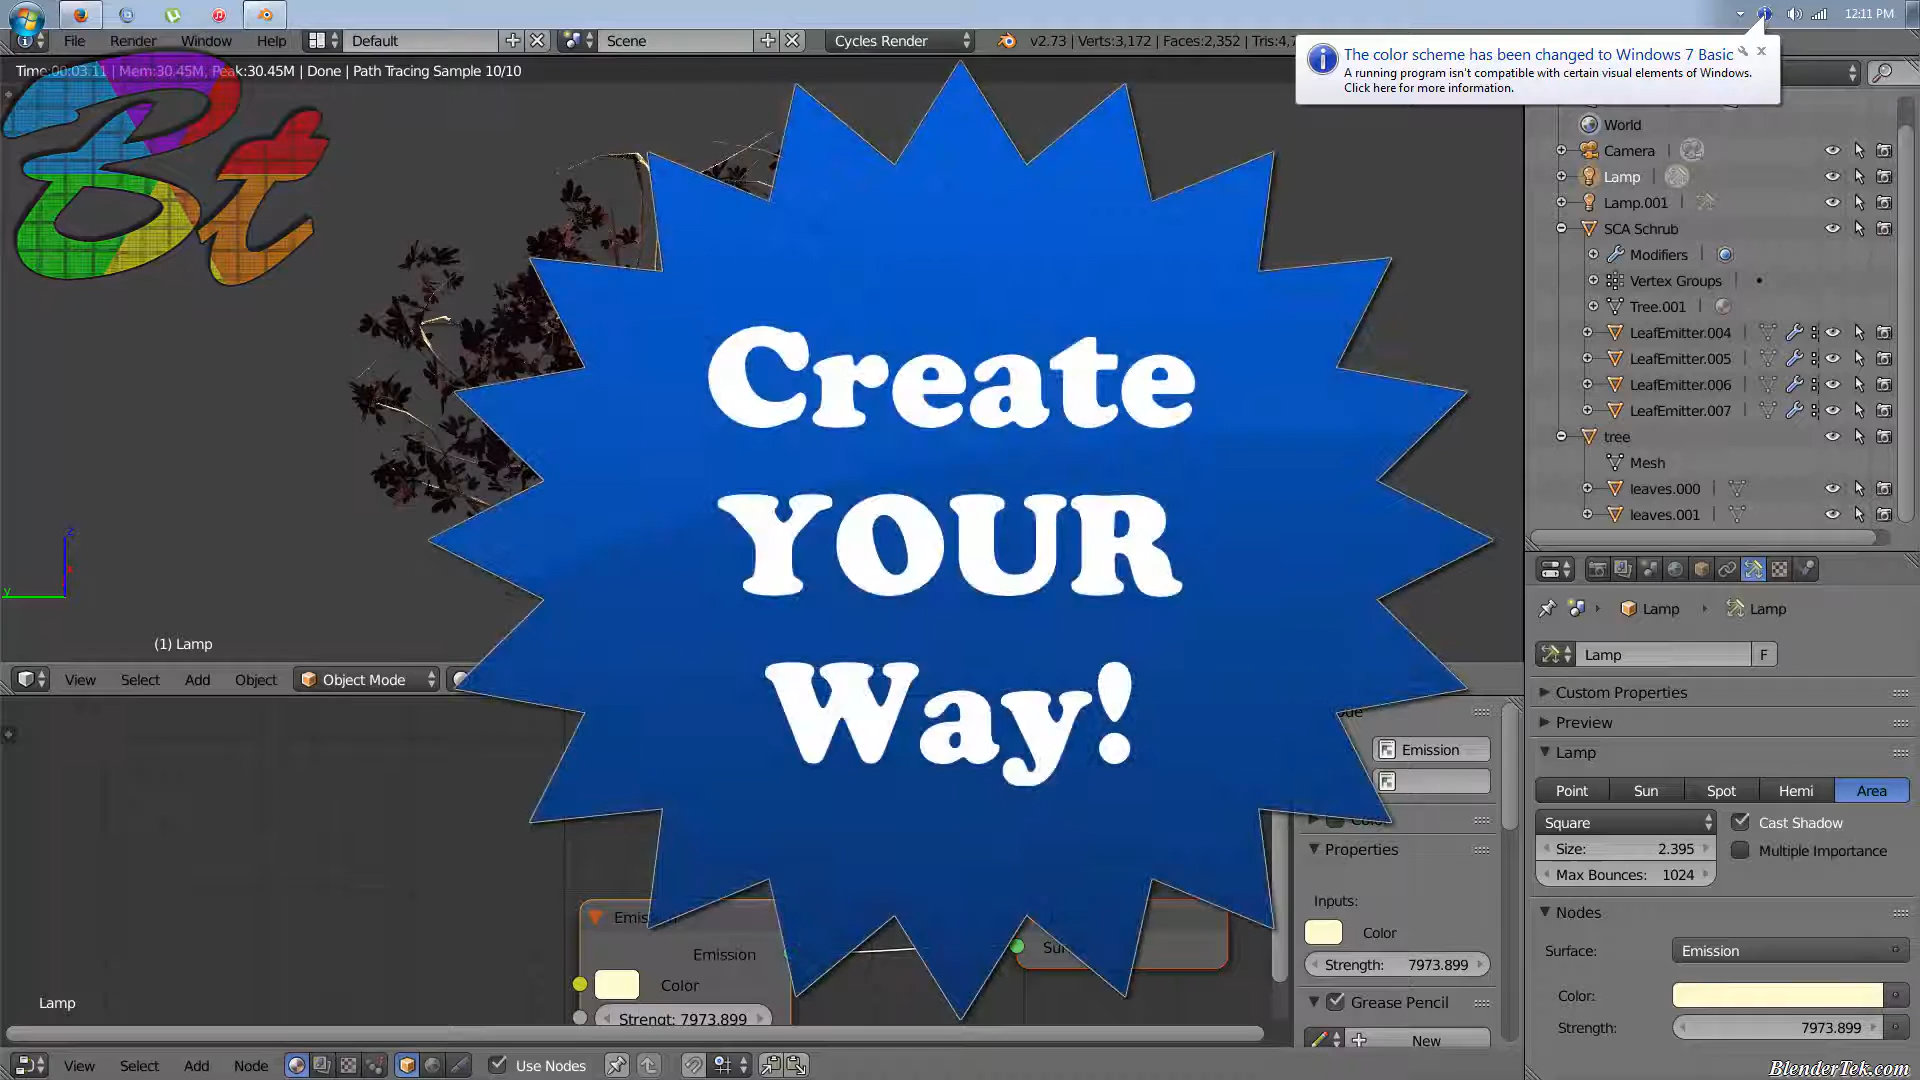 12:11 PM
File Render Window Help Default Scene Cycles Render v2.73 | Verts:3,172 | Faces:2,352 | Tris:4,7
The color scheme has been changed to Windows 7 Basic
A running program isn't compatible with certain visual elements of Windows.
Click here for more information.
Time:00:03.11 | Mem:30.45M, Peak:30.45M | Done | Path Tracing Sample 10/10
Bt
World
Camera
Lamp
Lamp.001
SCA Schrub
Modifiers
Vertex Groups
Tree.001
LeafEmitter.004
LeafEmitter.005
LeafEmitter.006
LeafEmitter.007
tree
Mesh
leaves.000
leaves.001
Create
YOUR
Way!
z
y
(1) Lamp
View Select Add Object Object Mode
Lamp Lamp
Lamp F
Custom Properties
Preview
Lamp
Point Sun Spot Hemi Area
Square Cast Shadow
Size: 2.395 Multiple Importance
Max Bounces: 1024
Nodes
Surface: Emission
Color:
Strength: 7973.899
Emission
Properties
Inputs:
Color
Strength: 7973.899
Grease Pencil
New
Emission
Color
Strengt: 7973.899
Lamp
View Select Add Node Use Nodes
BlenderTek.com